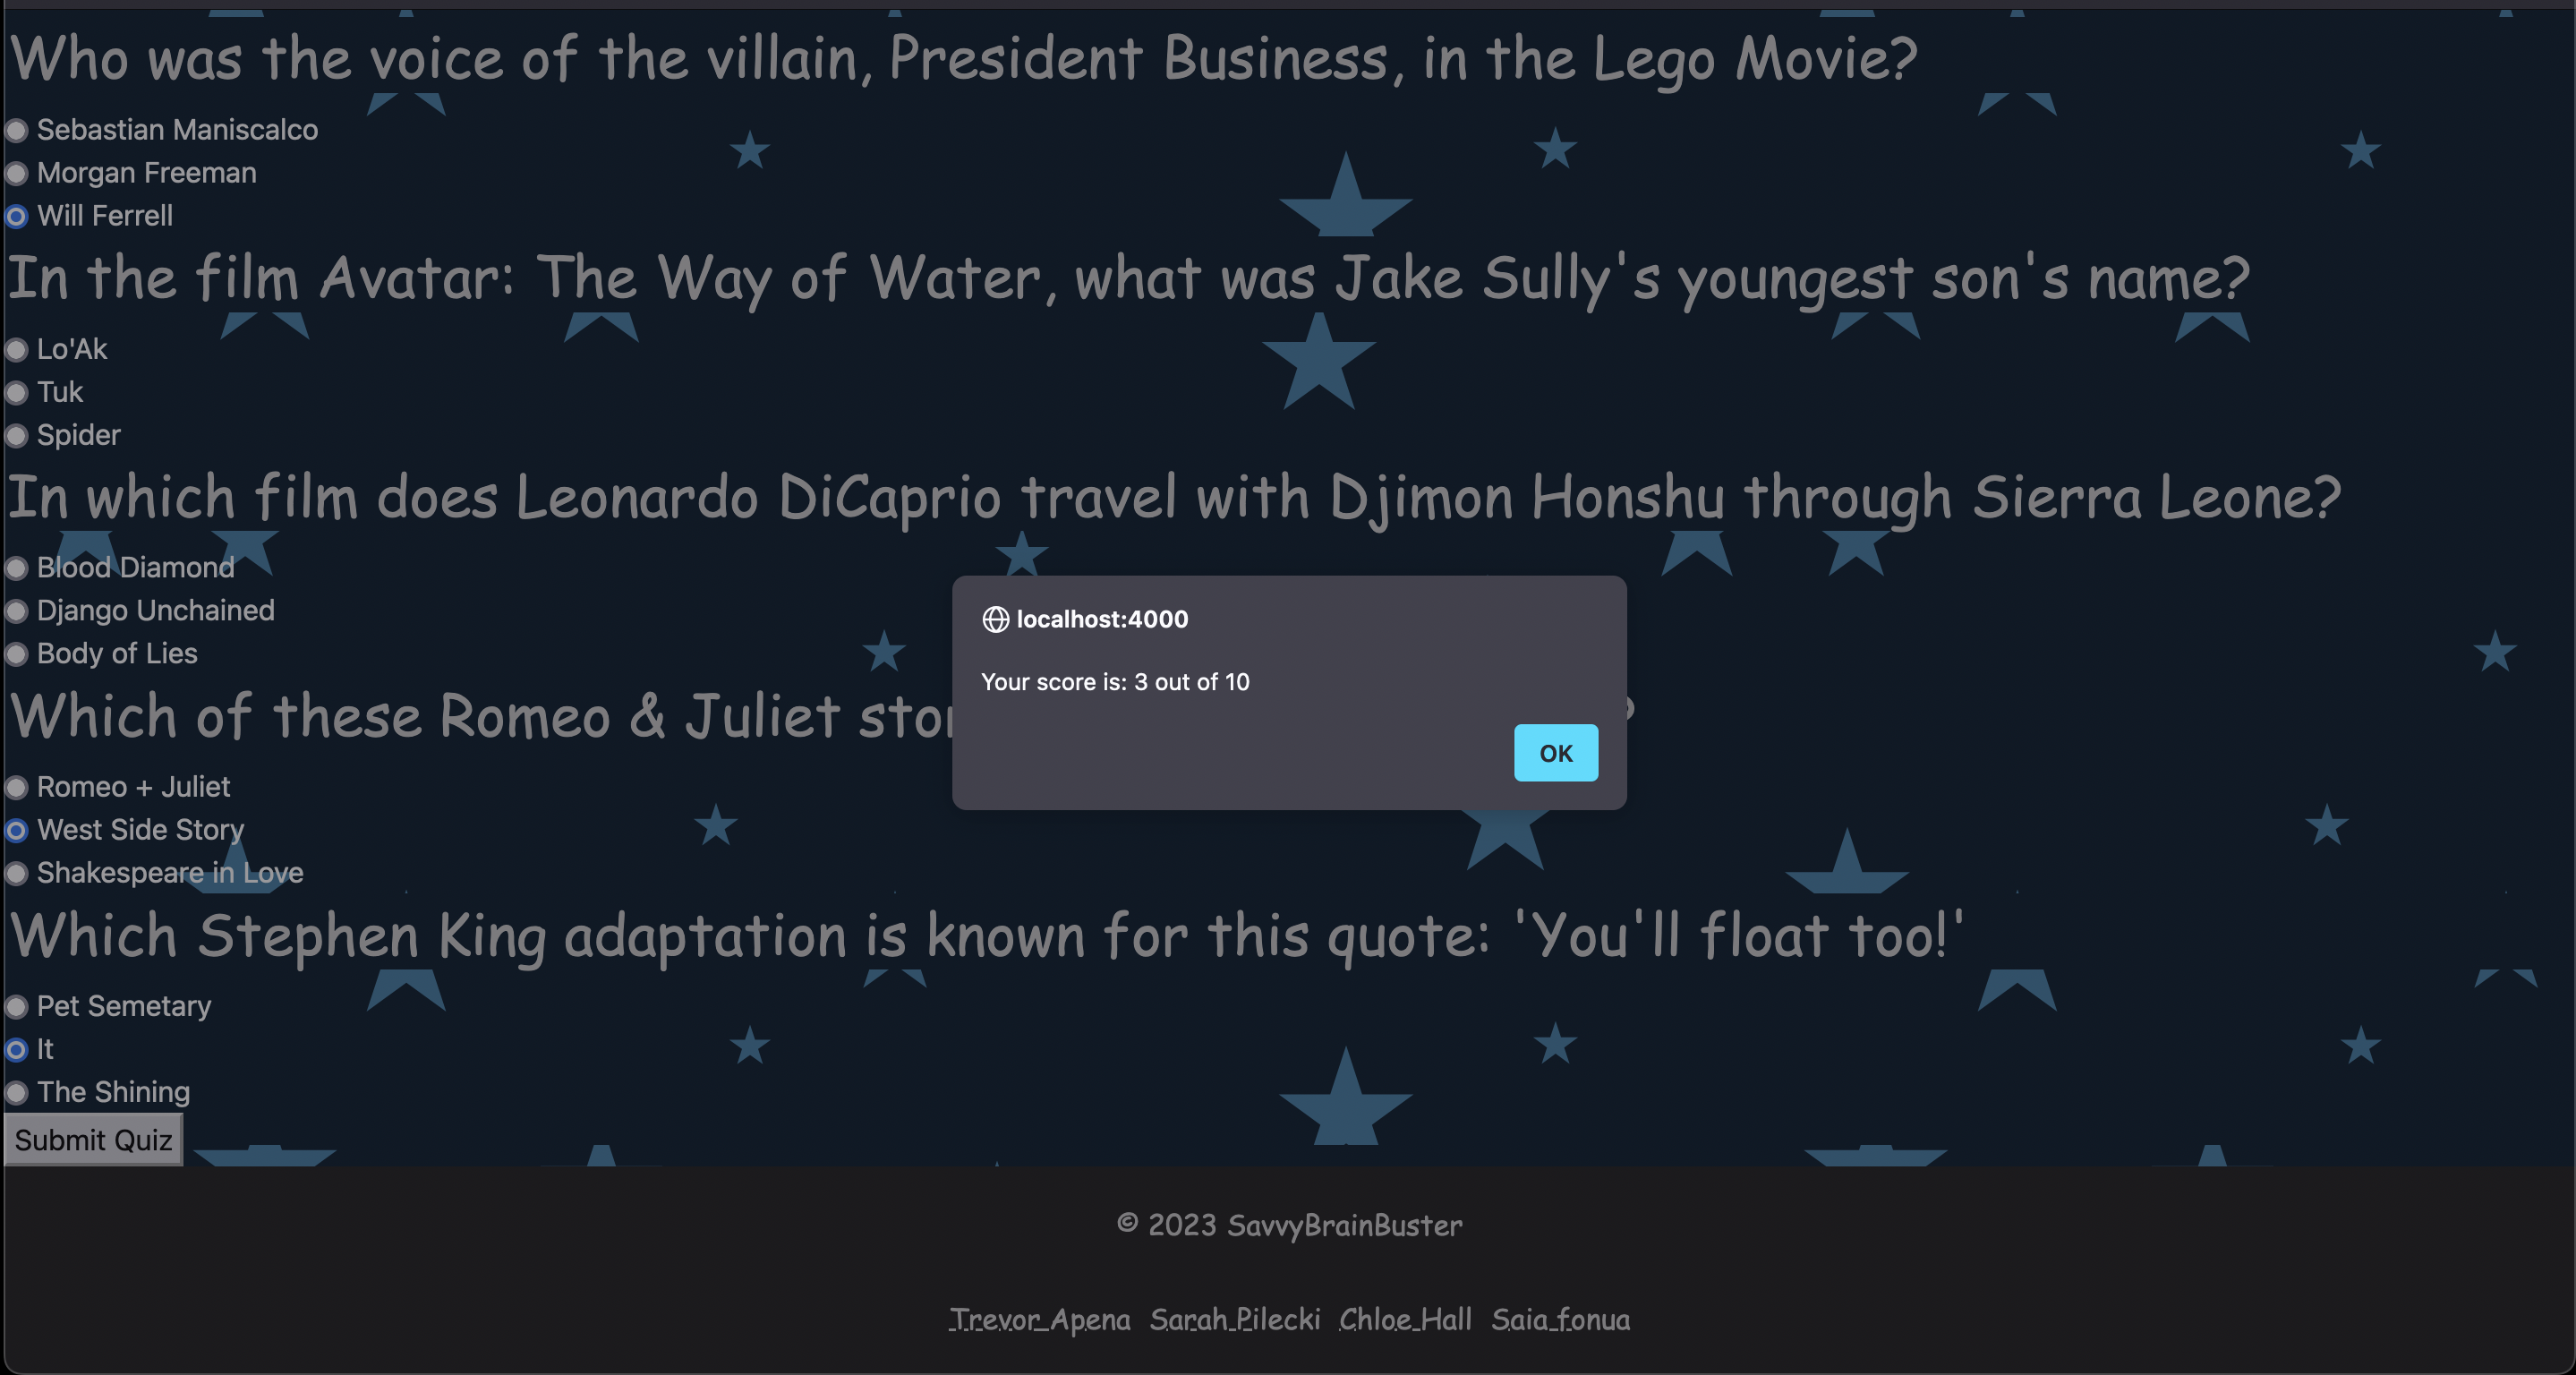 Who was the voice of the villain, President Business, in the Lego Movie?
Sebastian Maniscalco
Morgan Freeman
Will Ferrell
In the film Avatar: The Way of Water, what was Jake Sully's youngest son's name?
Lo'Ak
Tuk
Spider
In which film does Leonardo DiCaprio travel with Djimon Honshu through Sierra Leone?
Blood Diamond
Django Unchained
Body of Lies
Which of these Romeo & Juliet
Romeo + Juliet
West Side Story
Shakespeare in Love
Which Stephen King adaptation is known for this quote: 'You'll float too!'
Pet Semetary
It
The Shining
Submit Quiz
localhost:4000
Your score is: 3 out of 10
OK
© 2023 SavvyBrainBuster
Trevor_Apena Sarah_Pilecki Chloe_Hall Saia_fonua